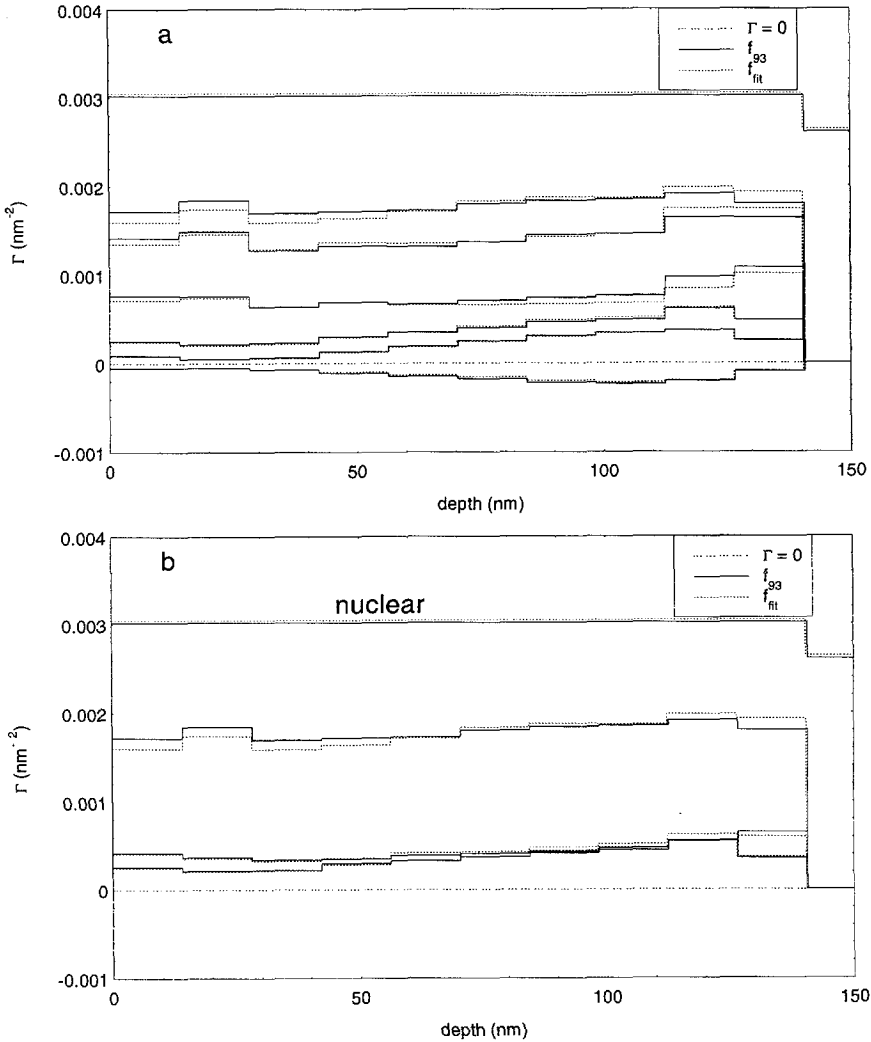 a
Γ = 0
f93
ffit
0.004
0.003
0.002
0.001
0
-0.001
Γ (nm-2)
0
50
100
150
depth (nm)
b
nuclear
Γ = 0
f93
ffit
0.004
0.003
0.002
0.001
0
-0.001
Γ (nm-2)
0
50
100
150
depth (nm)